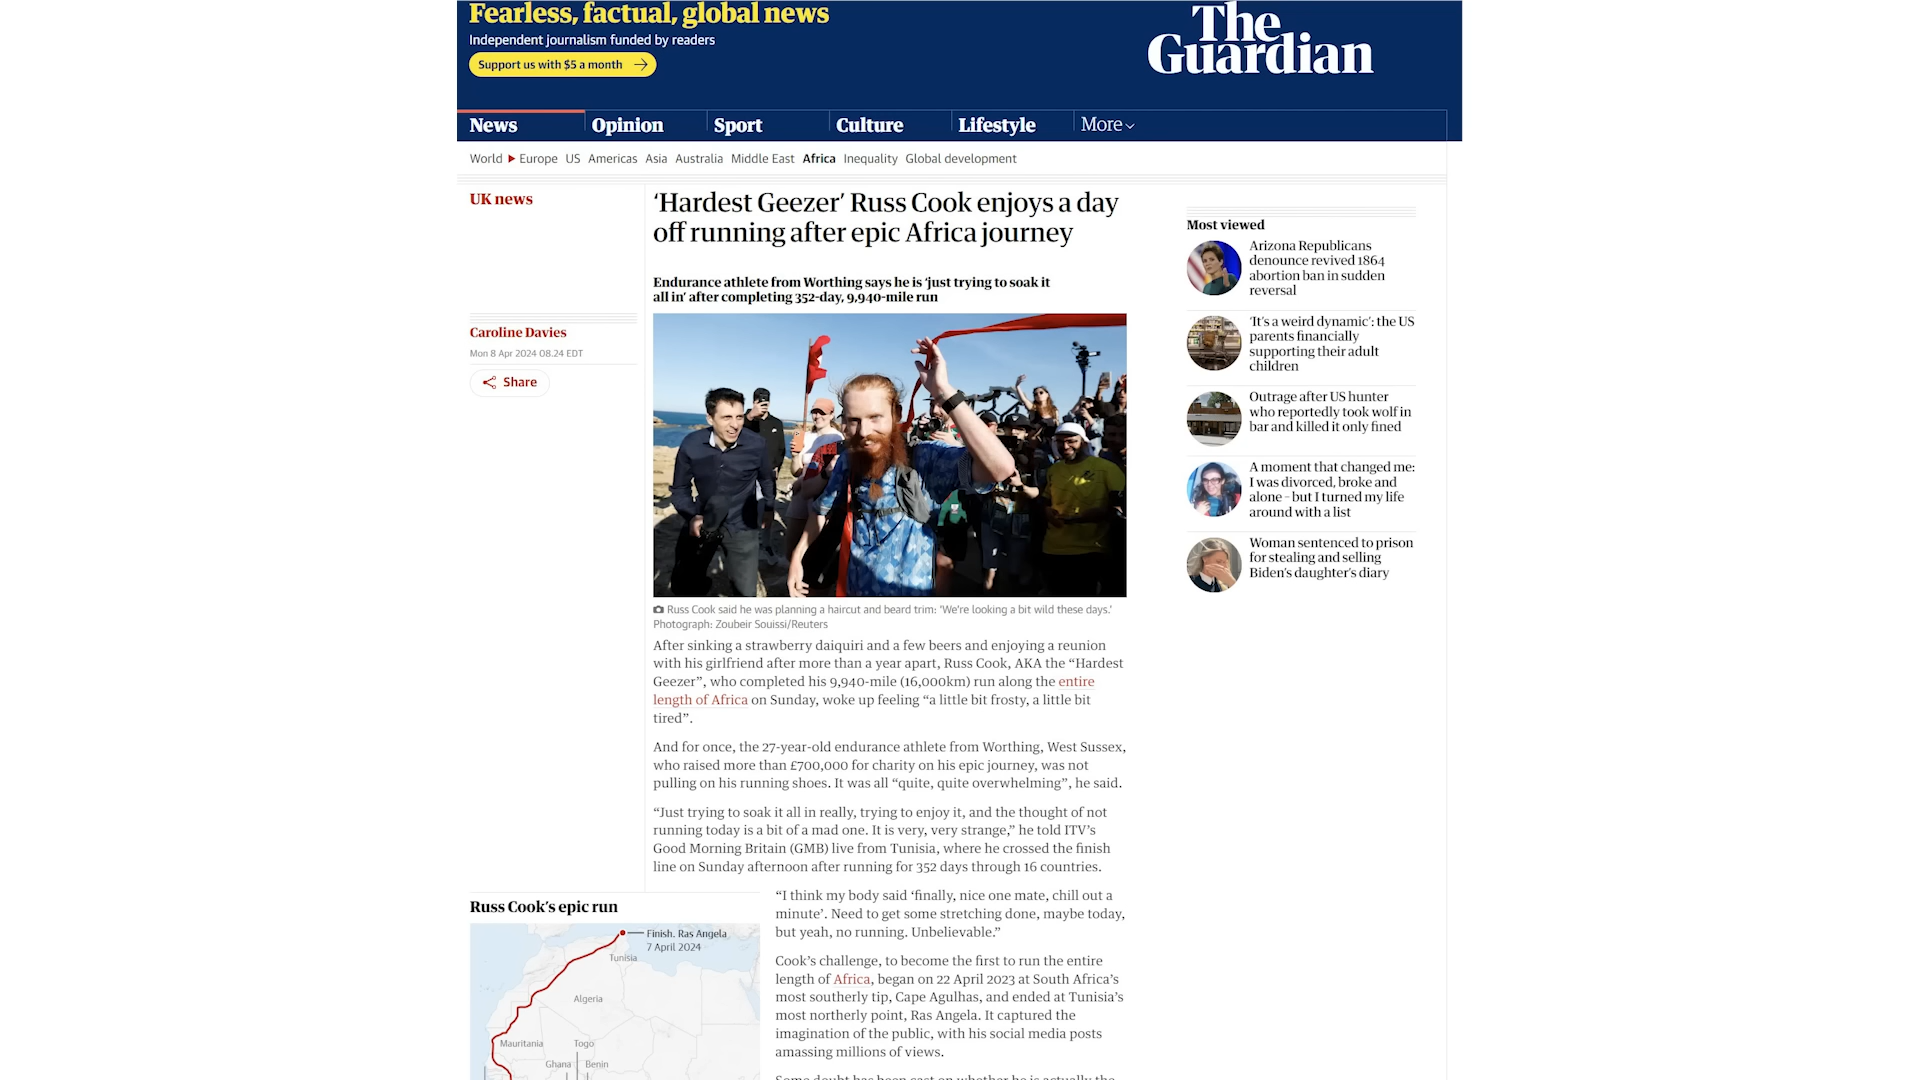 Fearless, factual, global news
Independent journalism funded by readers
Support us with $5 a month
The
Guardian
News
Opinion
Sport
Culture
Lifestyle
More
World
Europe
US
Americas
Asia
Australia
Middle East
Africa
Inequality
Global development
UK news
‘Hardest Geezer’ Russ Cook enjoys a day
off running after epic Africa journey
Endurance athlete from Worthing says he is ‘just trying to soak it
all in’ after completing 352-day, 9,940-mile run
Caroline Davies
Mon 8 Apr 2024 08.24 EDT
Share
Russ Cook said he was planning a haircut and beard trim: ‘We’re looking a bit wild these days.’
Photograph: Zoubeir Souissi/Reuters
After sinking a strawberry daiquiri and a few beers and enjoying a reunion
with his girlfriend after more than a year apart, Russ Cook, AKA the “Hardest
Geezer”, who completed his 9,940-mile (16,000km) run along the entire
length of Africa on Sunday, woke up feeling “a little bit frosty, a little bit
tired”.
And for once, the 27-year-old endurance athlete from Worthing, West Sussex,
who raised more than £700,000 for charity on his epic journey, was not
pulling on his running shoes. It was all “quite, quite overwhelming”, he said.
“Just trying to soak it all in really, trying to enjoy it, and the thought of not
running today is a bit of a mad one. It is very, very strange,” he told ITV’s
Good Morning Britain (GMB) live from Tunisia, where he crossed the finish
line on Sunday afternoon after running for 352 days through 16 countries.
“I think my body said ‘finally, nice one mate, chill out a
minute’. Need to get some stretching done, maybe today,
but yeah, no running. Unbelievable.”
Cook’s challenge, to become the first to run the entire
length of Africa, began on 22 April 2023 at South Africa’s
most southerly tip, Cape Agulhas, and ended at Tunisia’s
most northerly point, Ras Angela. It captured the
imagination of the public, with his social media posts
amassing millions of views.
Some doubt has been cast on whether he is actually the
Russ Cook’s epic run
Finish. Ras Angela
7 April 2024
Tunisia
Algeria
Mauritania
Togo
Ghana
Benin
Most viewed
Arizona Republicans
denounce revived 1864
abortion ban in sudden
reversal
‘It’s a weird dynamic’: the US
parents financially
supporting their adult
children
Outrage after US hunter
who reportedly took wolf in
bar and killed it only fined
A moment that changed me:
I was divorced, broke and
alone – but I turned my life
around with a list
Woman sentenced to prison
for stealing and selling
Biden’s daughter’s diary